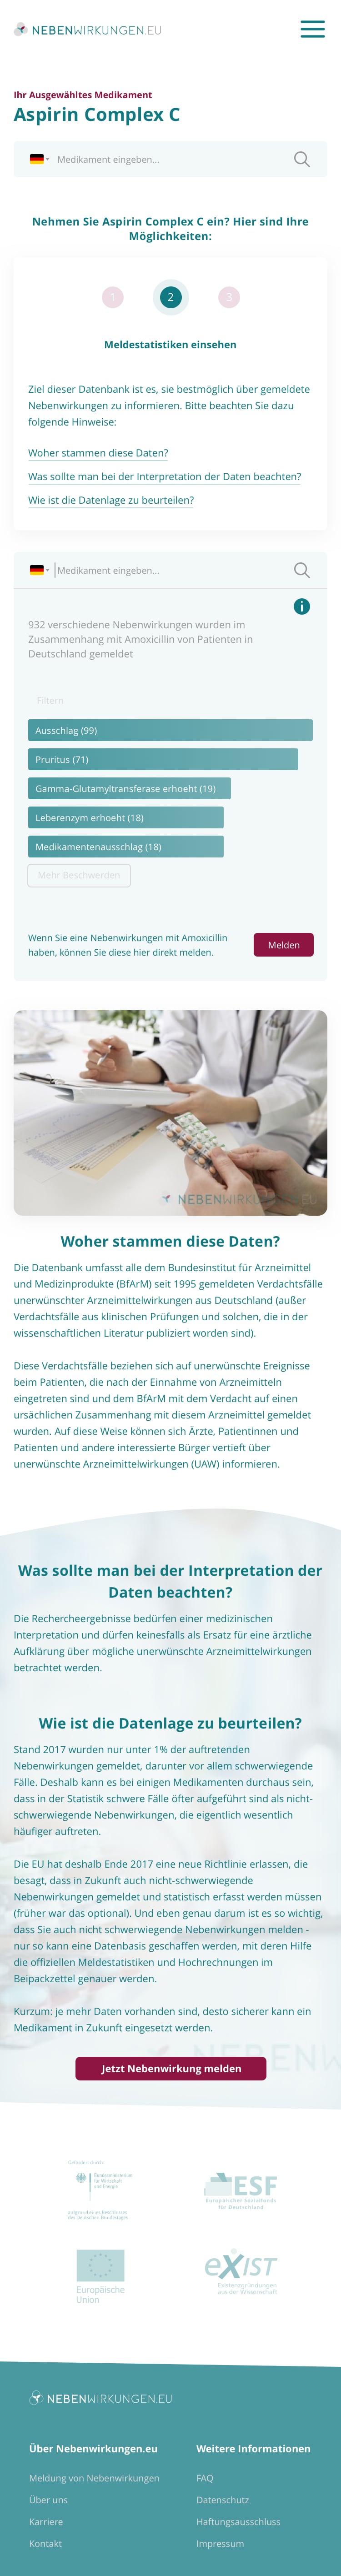 NEBENWIRKUNGEN.EU
Ihr Ausgewähltes Medikament
Aspirin Complex C
Medikament eingeben...
Nehmen Sie Aspirin Complex C ein? Hier sind Ihre
Möglichkeiten:
1 2 3
Meldestatistiken einsehen
Ziel dieser Datenbank ist es, sie bestmöglich über gemeldete
Nebenwirkungen zu informieren. Bitte beachten Sie dazu
folgende Hinweise:
Woher stammen diese Daten?
Was sollte man bei der Interpretation der Daten beachten?
Wie ist die Datenlage zu beurteilen?
Medikament eingeben...
i
932 verschiedene Nebenwirkungen wurden im
Zusammenhang mit Amoxicillin von Patienten in
Deutschland gemeldet
Filtern
Ausschlag (99)
Pruritus (71)
Gamma-Glutamyltransferase erhoeht (19)
Leberenzym erhoeht (18)
Medikamentenausschlag (18)
Mehr Beschwerden
Wenn Sie eine Nebenwirkungen mit Amoxicillin
haben, können Sie diese hier direkt melden.
Melden
NEBENWIRKUNGEN.EU
Woher stammen diese Daten?
Die Datenbank umfasst alle dem Bundesinstitut für Arzneimittel
und Medizinprodukte (BfArM) seit 1995 gemeldeten Verdachtsfälle
unerwünschter Arzneimittelwirkungen aus Deutschland (außer
Verdachtsfälle aus klinischen Prüfungen und solchen, die in der
wissenschaftlichen Literatur publiziert worden sind).
Diese Verdachtsfälle beziehen sich auf unerwünschte Ereignisse
beim Patienten, die nach der Einnahme von Arzneimitteln
eingetreten sind und dem BfArM mit dem Verdacht auf einen
ursächlichen Zusammenhang mit diesem Arzneimittel gemeldet
wurden. Auf diese Weise können sich Ärzte, Patientinnen und
Patienten und andere interessierte Bürger vertieft über
unerwünschte Arzneimittelwirkungen (UAW) informieren.
Was sollte man bei der Interpretation der
Daten beachten?
Die Rechercheergebnisse bedürfen einer medizinischen
Interpretation und dürfen keinesfalls als Ersatz für eine ärztliche
Aufklärung über mögliche unerwünschte Arzneimittelwirkungen
betrachtet werden.
Wie ist die Datenlage zu beurteilen?
Stand 2017 wurden nur unter 1% der auftretenden
Nebenwirkungen gemeldet, darunter vor allem schwerwiegende
Fälle. Deshalb kann es bei einigen Medikamenten durchaus sein,
dass in der Statistik schwere Fälle öfter aufgeführt sind als nicht-
schwerwiegende Nebenwirkungen, die eigentlich wesentlich
häufiger auftreten.
Die EU hat deshalb Ende 2017 eine neue Richtlinie erlassen, die
besagt, dass in Zukunft auch nicht-schwerwiegende
Nebenwirkungen gemeldet und statistisch erfasst werden müssen
(früher war das optional). Und eben genau darum ist es so wichtig,
dass Sie auch nicht schwerwiegende Nebenwirkungen melden -
nur so kann eine Datenbasis geschaffen werden, mit deren Hilfe
die offiziellen Meldestatistiken und Hochrechnungen im
Beipackzettel genauer werden.
Kurzum: je mehr Daten vorhanden sind, desto sicherer kann ein
Medikament in Zukunft eingesetzt werden.
Jetzt Nebenwirkung melden
Gefördert durch:
Bundesministerium
für Wirtschaft
und Energie
aufgrund eines Beschlusses
des Deutschen Bundestages
ESF
Europäischer Sozialfonds
für Deutschland
Europäische
Union
eXIST
Existenzgründungen
aus der Wissenschaft
NEBENWIRKUNGEN.EU
Über Nebenwirkungen.eu
Meldung von Nebenwirkungen
Über uns
Karriere
Kontakt
Weitere Informationen
FAQ
Datenschutz
Haftungsausschluss
Impressum